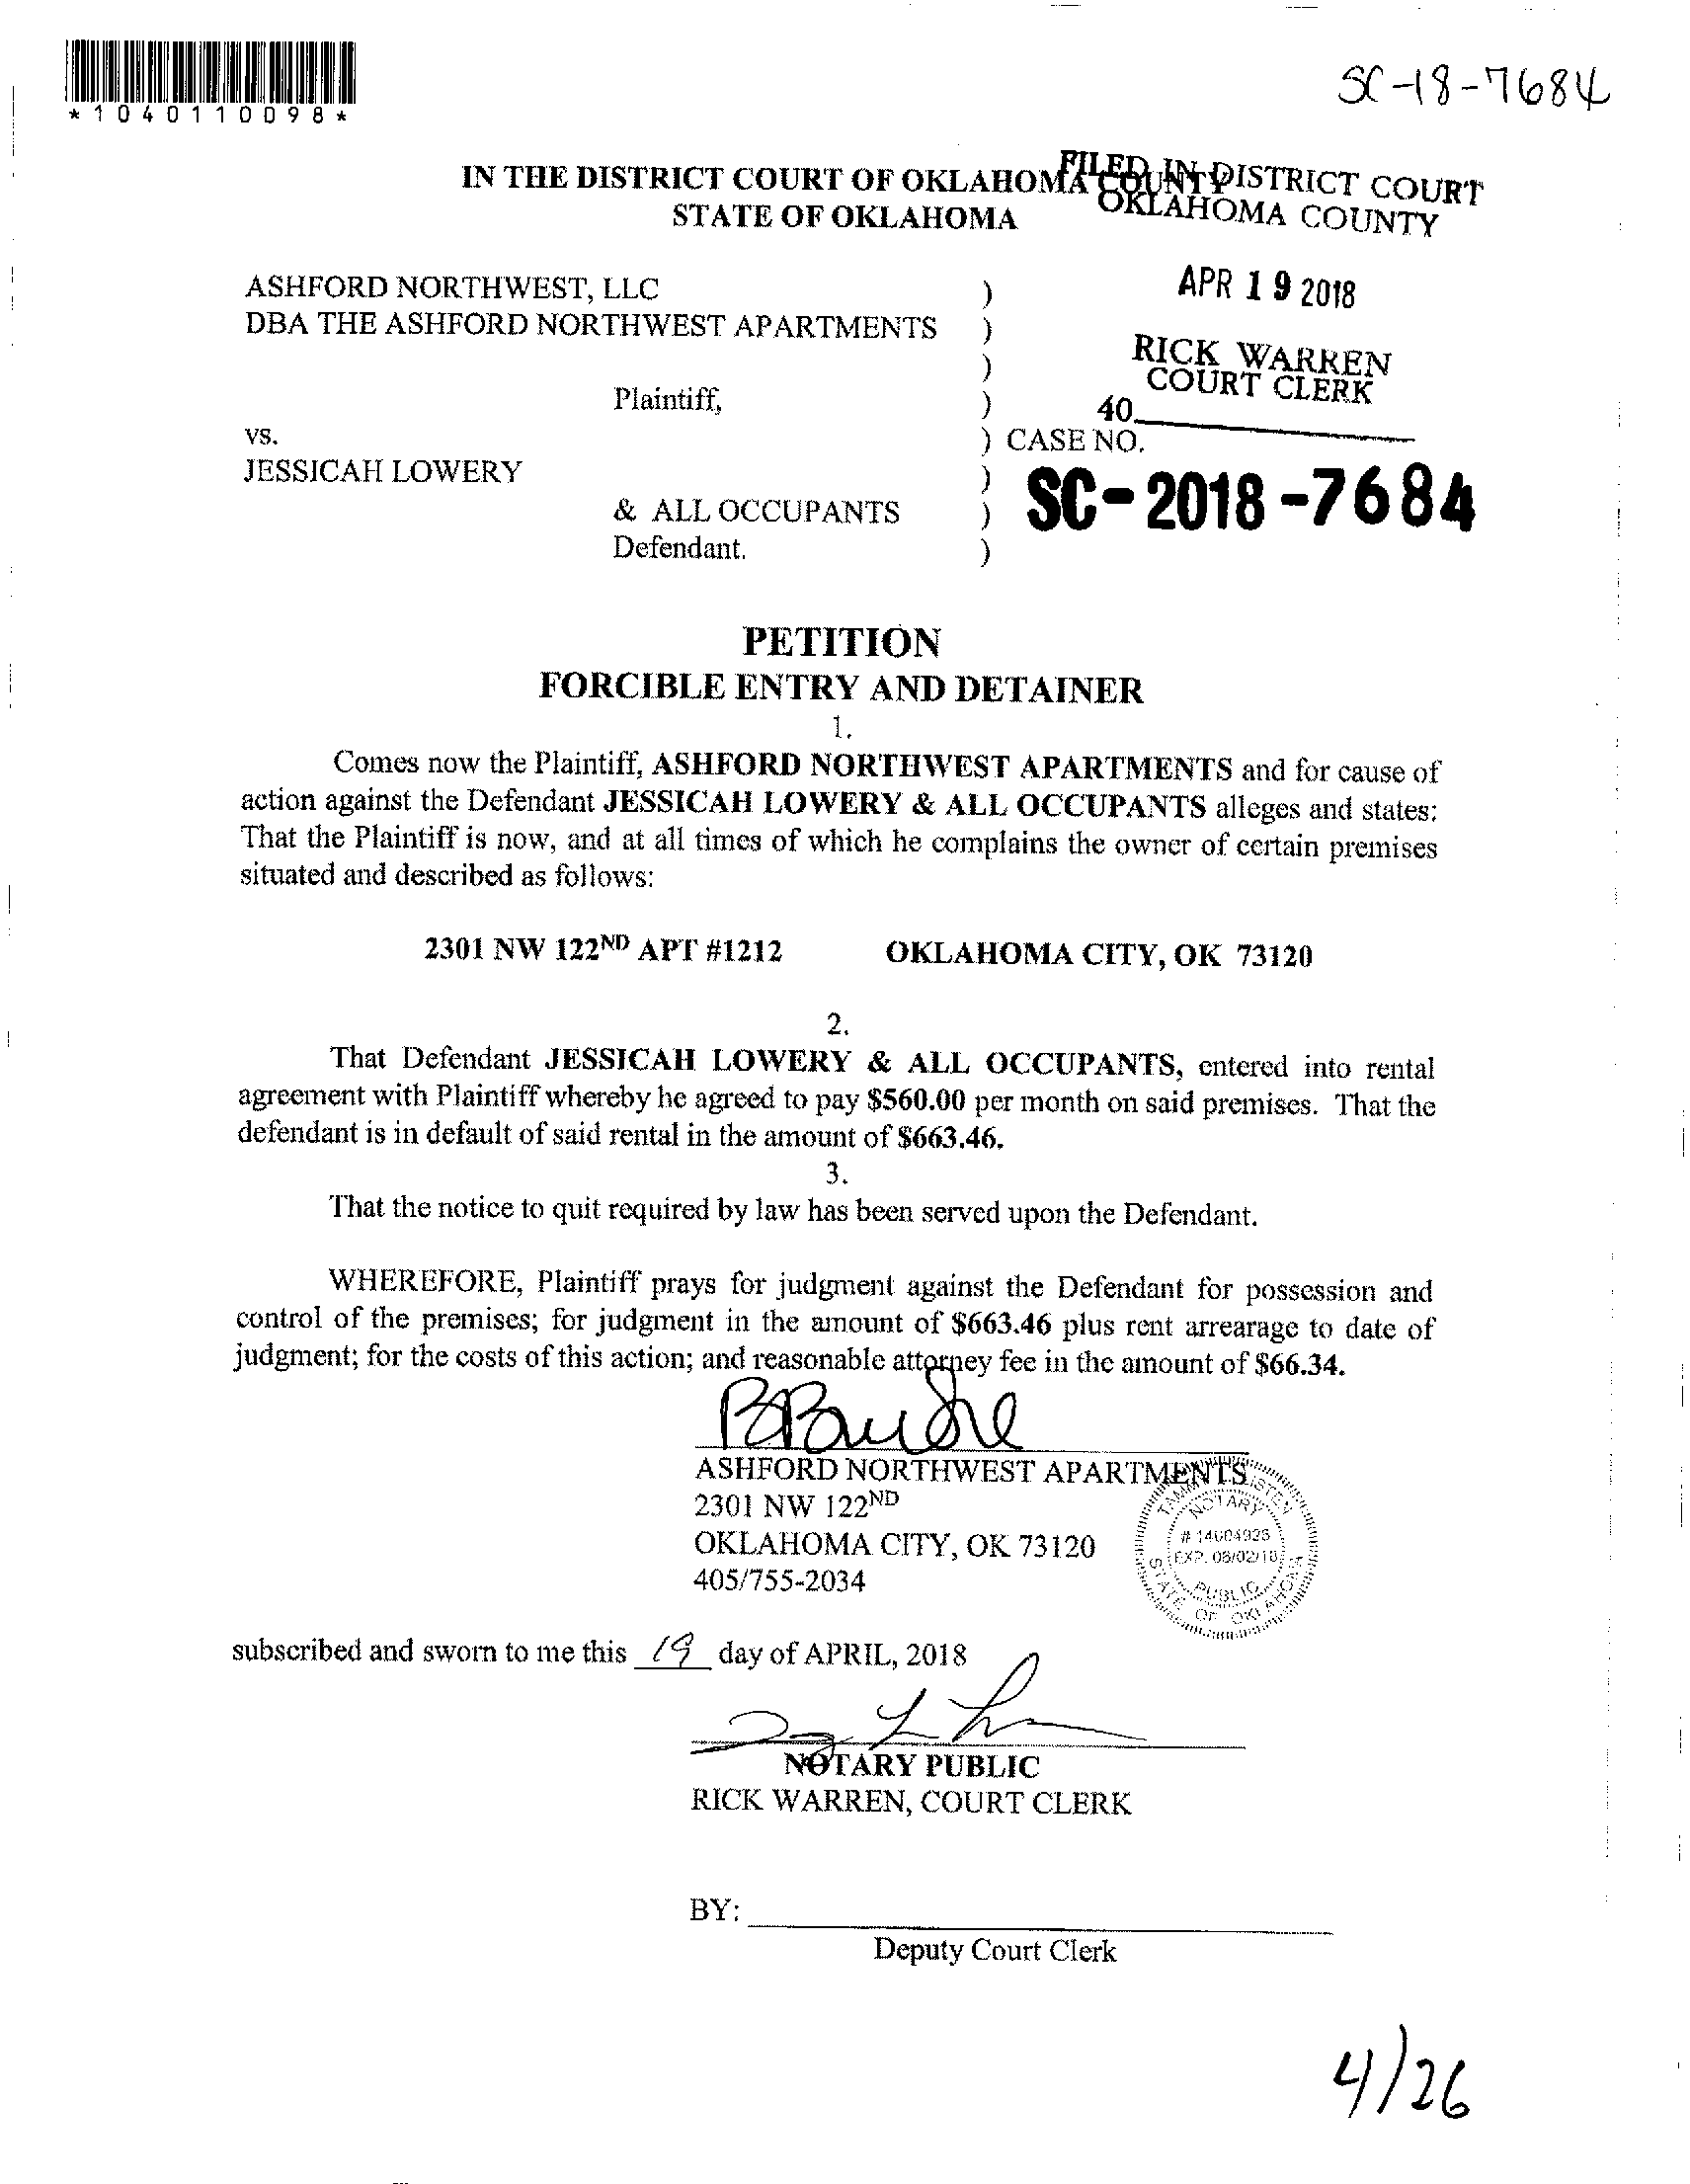 *1040110098*
SC-18-7684
IN THE DISTRICT COURT OF OKLAHOMA COUNTY
STATE OF OKLAHOMA
FILED IN DISTRICT COURT
OKLAHOMA COUNTY
APR 19 2018
RICK WARREN
COURT CLERK
40
ASHFORD NORTHWEST, LLC )
DBA THE ASHFORD NORTHWEST APARTMENTS )
)
Plaintiff, )
vs. ) CASE NO.
JESSICAH LOWERY )
SC-2018-7684
& ALL OCCUPANTS )
Defendant. )
PETITION
FORCIBLE ENTRY AND DETAINER
1.
Comes now the Plaintiff, ASHFORD NORTHWEST APARTMENTS and for cause of
action against the Defendant JESSICAH LOWERY & ALL OCCUPANTS alleges and states:
That the Plaintiff is now, and at all times of which he complains the owner of certain premises
situated and described as follows:
2301 NW 122ND APT #1212 OKLAHOMA CITY, OK 73120
2.
That Defendant JESSICAH LOWERY & ALL OCCUPANTS, entered into rental
agreement with Plaintiff whereby he agreed to pay $560.00 per month on said premises. That the
defendant is in default of said rental in the amount of $663.46.
3.
That the notice to quit required by law has been served upon the Defendant.
WHEREFORE, Plaintiff prays for judgment against the Defendant for possession and
control of the premises; for judgment in the amount of $663.46 plus rent arrearage to date of
judgment; for the costs of this action; and reasonable attorney fee in the amount of $66.34.
ASHFORD NORTHWEST APARTMENTS
2301 NW 122ND
OKLAHOMA CITY, OK 73120
405/755-2034
NOTARY
PUBLIC
STATE OF OKLAHOMA
subscribed and sworn to me this 19 day of APRIL, 2018
NOTARY PUBLIC
RICK WARREN, COURT CLERK
BY:
Deputy Court Clerk
4/26